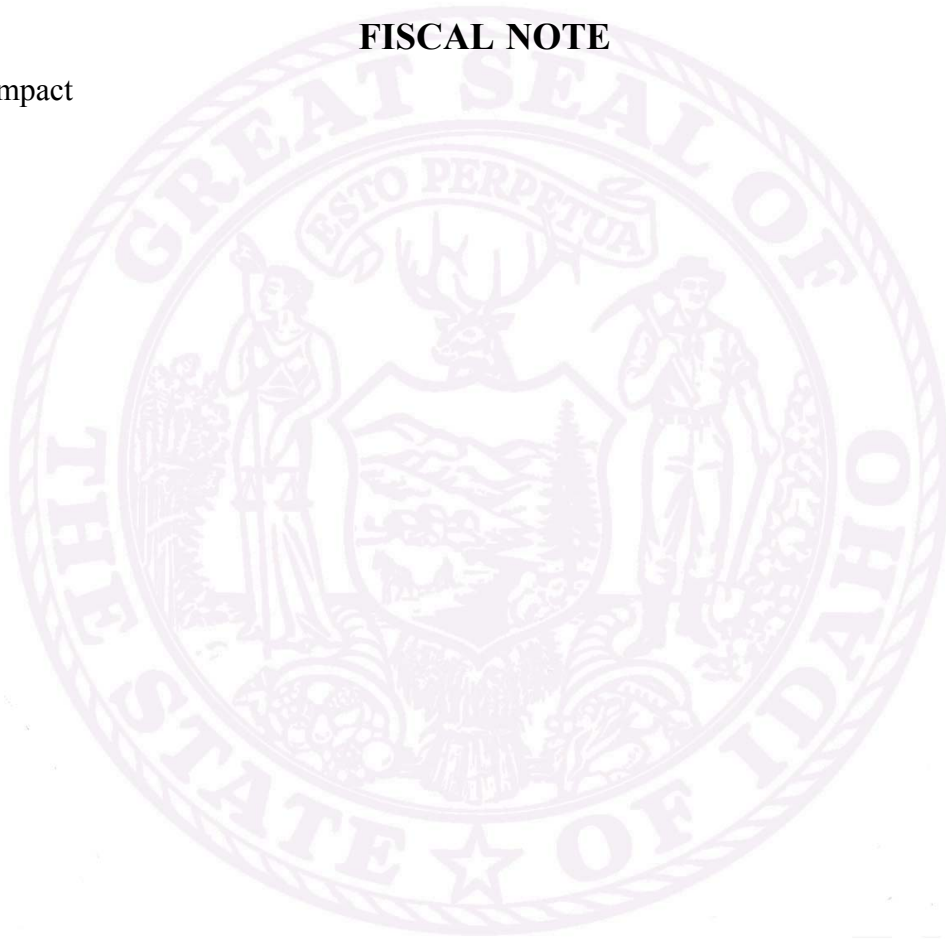 FISCAL NOTE
mpact
GREAT SEAL OF
ESTO PERPETUA
THE STATE ☆ OF IDAHO